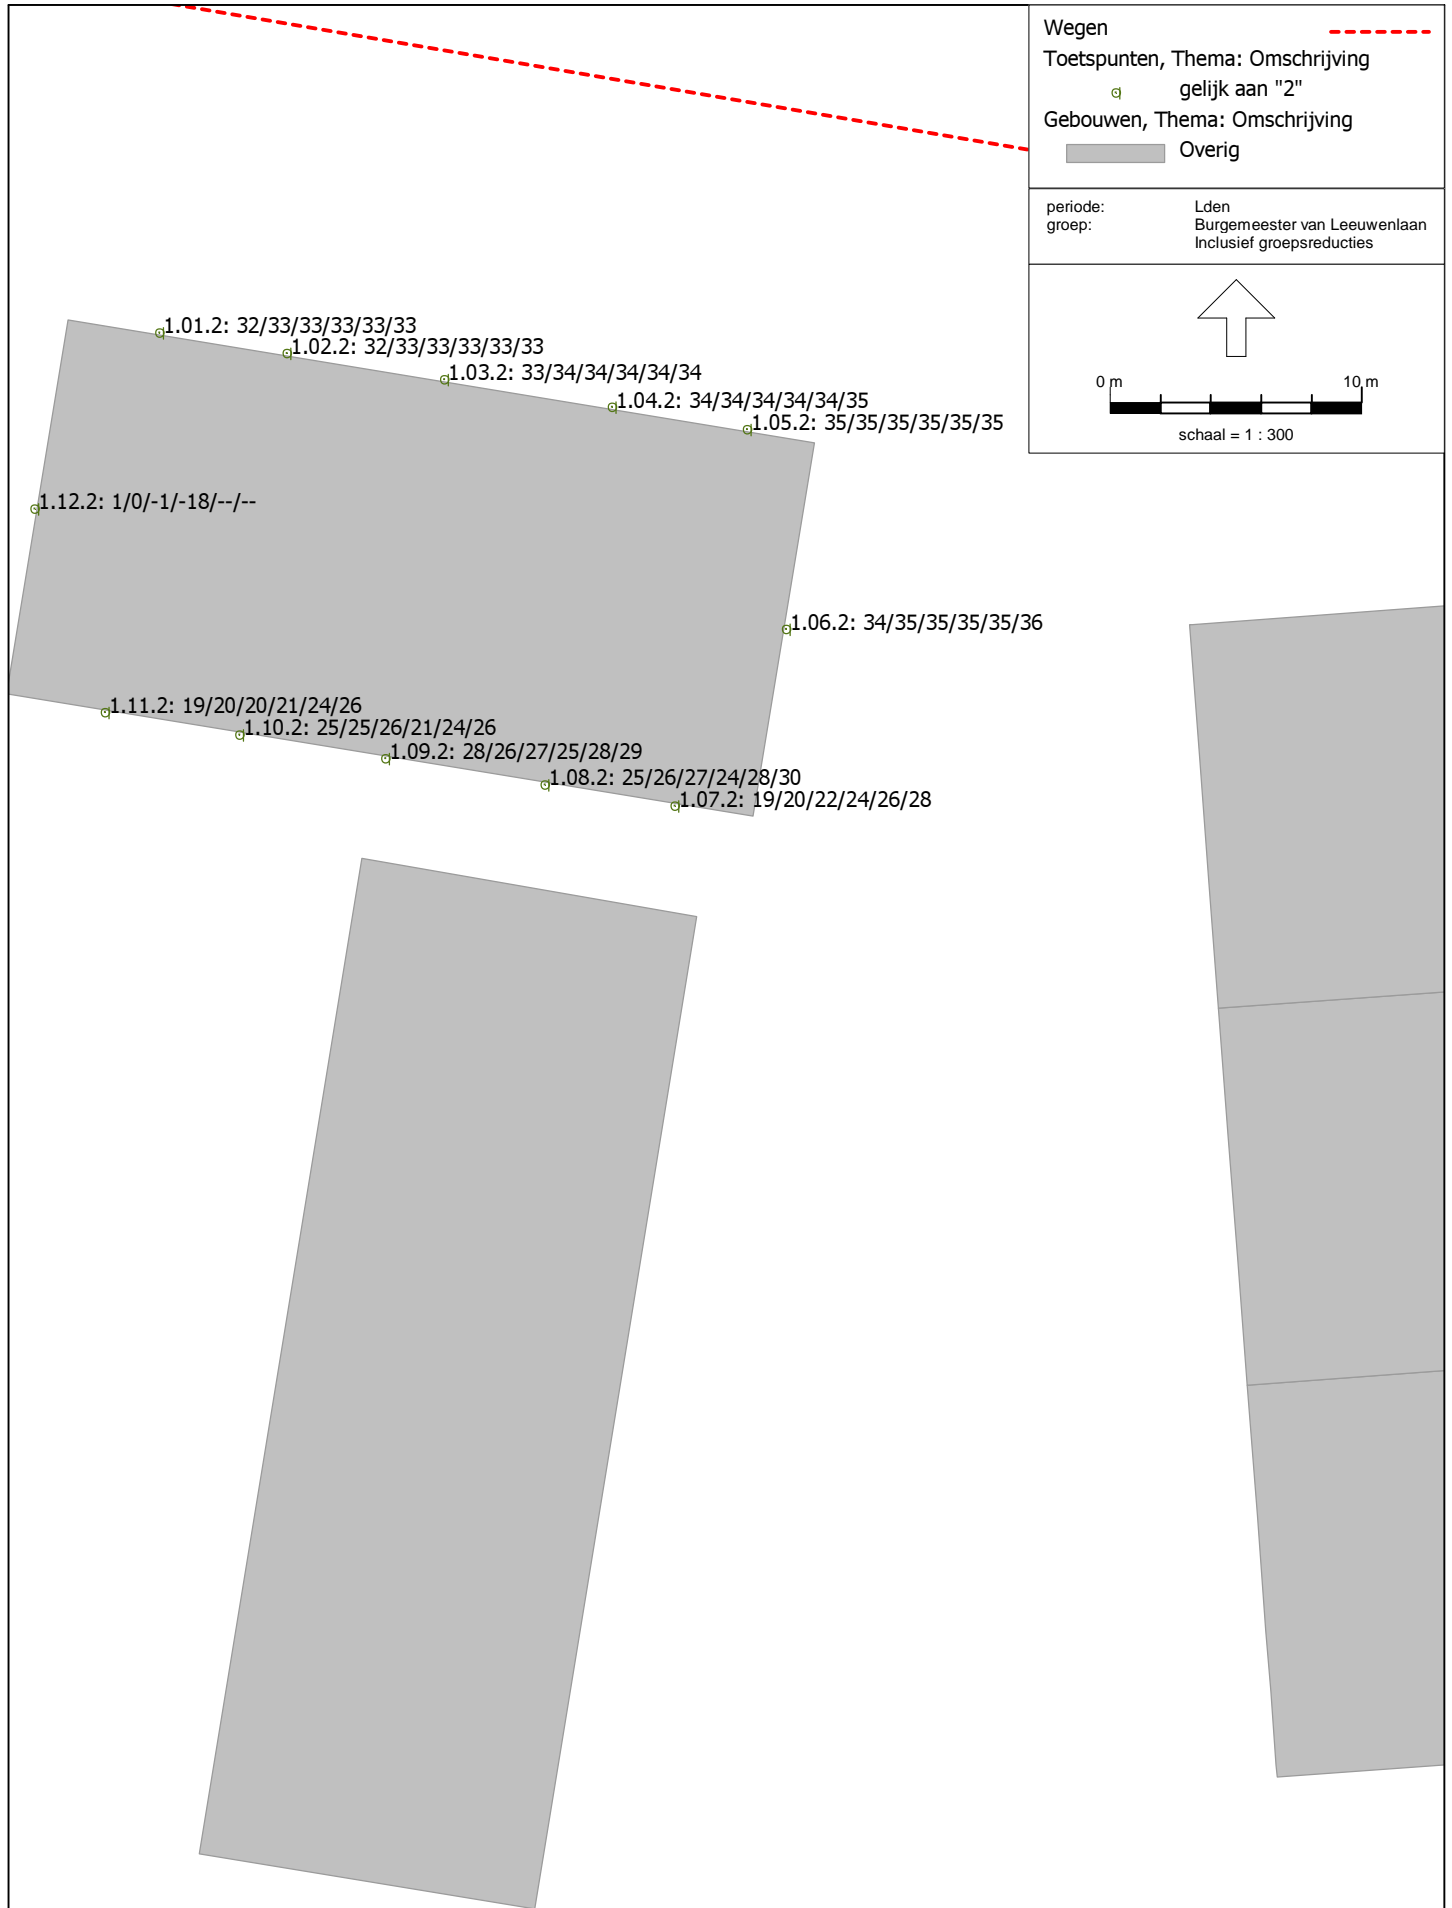 Wegen
Toetspunten, Thema: Omschrijving
gelijk aan "2"
Gebouwen, Thema: Omschrijving
Overig
periode: Lden
groep: Burgemeester van Leeuwenlaan
Inclusief groepsreducties
0 m 10 m
schaal = 1 : 300
1.01.2: 32/33/33/33/33/33
1.02.2: 32/33/33/33/33/33
1.03.2: 33/34/34/34/34/34
1.04.2: 34/34/34/34/34/35
1.05.2: 35/35/35/35/35/35
1.12.2: 1/0/-1/-18/--/--
1.06.2: 34/35/35/35/35/36
1.11.2: 19/20/20/21/24/26
1.10.2: 25/25/26/21/24/26
1.09.2: 28/26/27/25/28/29
1.08.2: 25/26/27/24/28/30
1.07.2: 19/20/22/24/26/28